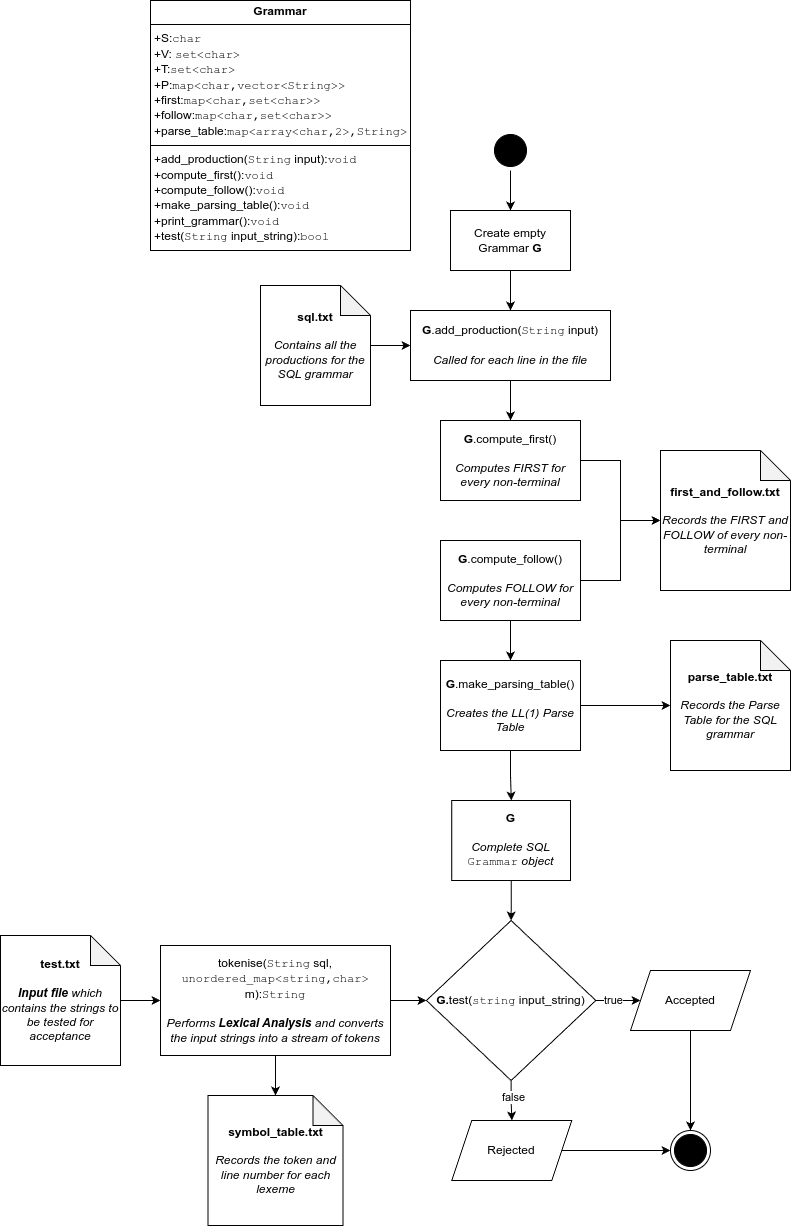 Grammar
+S:char
+V: set<char>
+T:set<char>
+P:map<char,vector<String>>
+first:map<char,set<char>>
+follow:map<char,set<char>>
+parse_table:map<array<char,2>,String>
+add_production(String input):void
+compute_first():void
+compute_follow():void
+make_parsing_table():void
+print_grammar():void
+test(String input_string):bool
Create empty
Grammar G
sql.txt
Contains all the
productions for the
SQL grammar
G.add_production(String input)
Called for each line in the file
G.compute_first()
Computes FIRST for
every non-terminal
first_and_follow.txt
Records the FIRST and
FOLLOW of every non-
terminal
G.compute_follow()
Computes FOLLOW for
every non-terminal
G.make_parsing_table()
Creates the LL(1) Parse
Table
parse_table.txt
Records the Parse
Table for the SQL
grammar
G
Complete SQL
Grammar object
test.txt
Input file which
contains the strings to
be tested for
acceptance
tokenise(String sql,
unordered_map<string,char>
m):String
Performs Lexical Analysis and converts
the input strings into a stream of tokens
G.test(string input_string)
true
Accepted
false
symbol_table.txt
Records the token and
line number for each
lexeme
Rejected